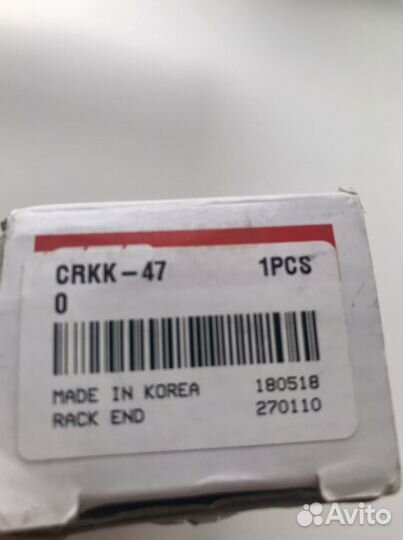 CRKK-47 1PCS
0
MADE IN KOREA 180518
RACK END 270110
Avito